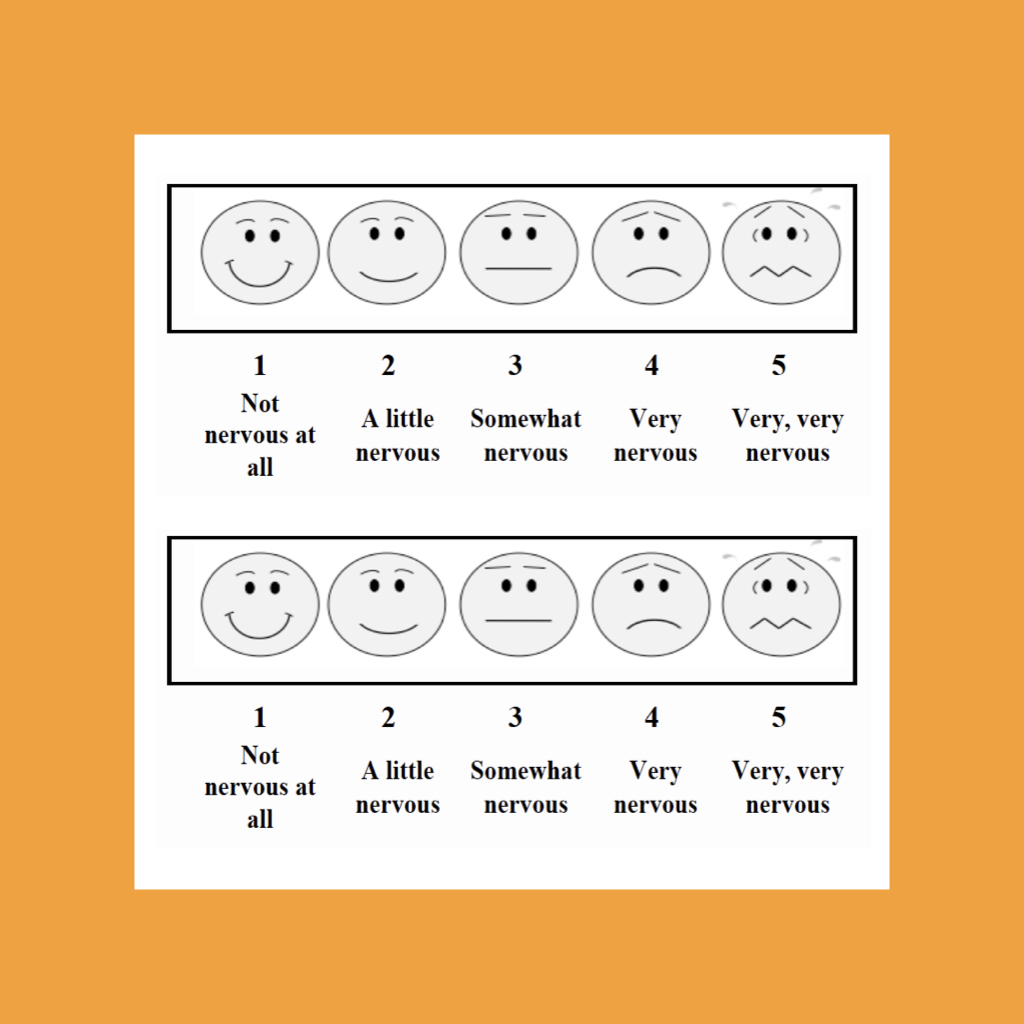 1 2 3 4 5
Not
nervous at
all
A little
nervous
Somewhat
nervous
Very
nervous
Very, very
nervous
1 2 3 4 5
Not
nervous at
all
A little
nervous
Somewhat
nervous
Very
nervous
Very, very
nervous